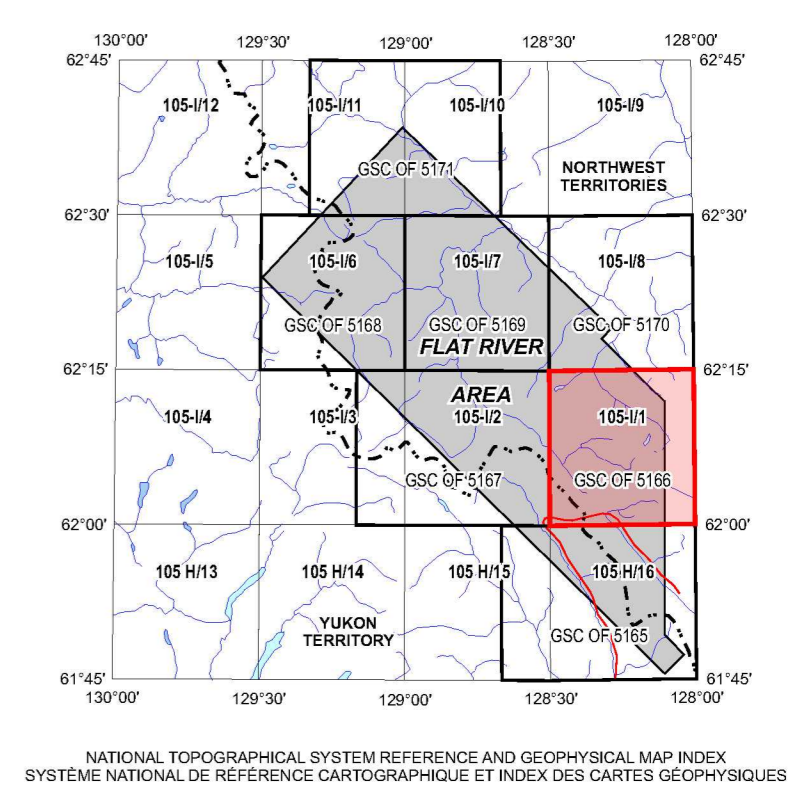 130°00' 129°30' 129°00' 128°30' 128°00'
62°45' 62°45'
105-I/12 105-I/11 105-I/10 105-I/9
GSC OF 5171
NORTHWEST
TERRITORIES
62°30' 62°30'
105-I/5 105-I/6 105-I/7 105-I/8
GSC OF 5168 GSC OF 5169 GSC OF 5170
FLAT RIVER
62°15' 62°15'
AREA
105-I/4 105-I/3 105-I/2 105-I/1
GSC OF 5167 GSC OF 5166
62°00' 62°00'
105 H/13 105 H/14 105 H/15 105 H/16
YUKON
TERRITORY
GSC OF 5165
61°45' 61°45'
130°00' 129°30' 129°00' 128°30' 128°00'
NATIONAL TOPOGRAPHICAL SYSTEM REFERENCE AND GEOPHYSICAL MAP INDEX
SYSTÈME NATIONAL DE RÉFÉRENCE CARTOGRAPHIQUE ET INDEX DES CARTES GÉOPHYSIQUES